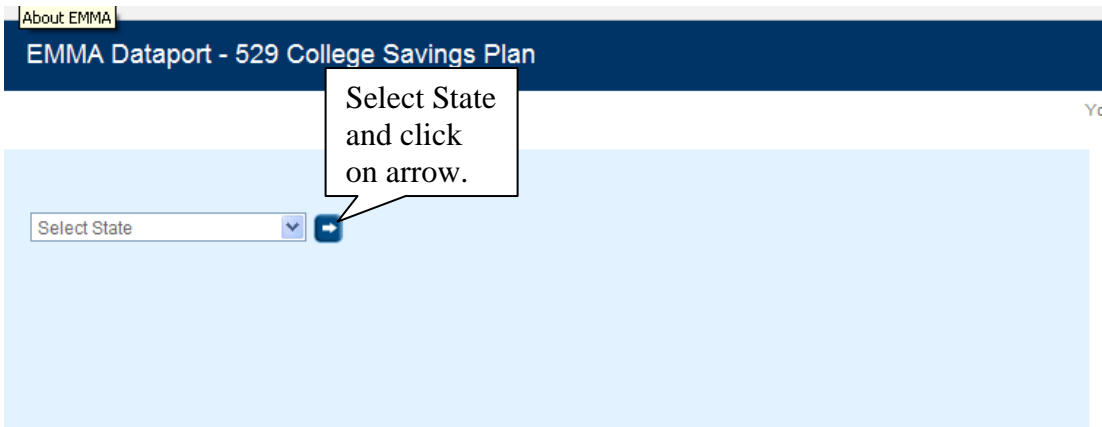 About EMMA
EMMA Dataport - 529 College Savings Plan
Select State
and click
on arrow.
Select State